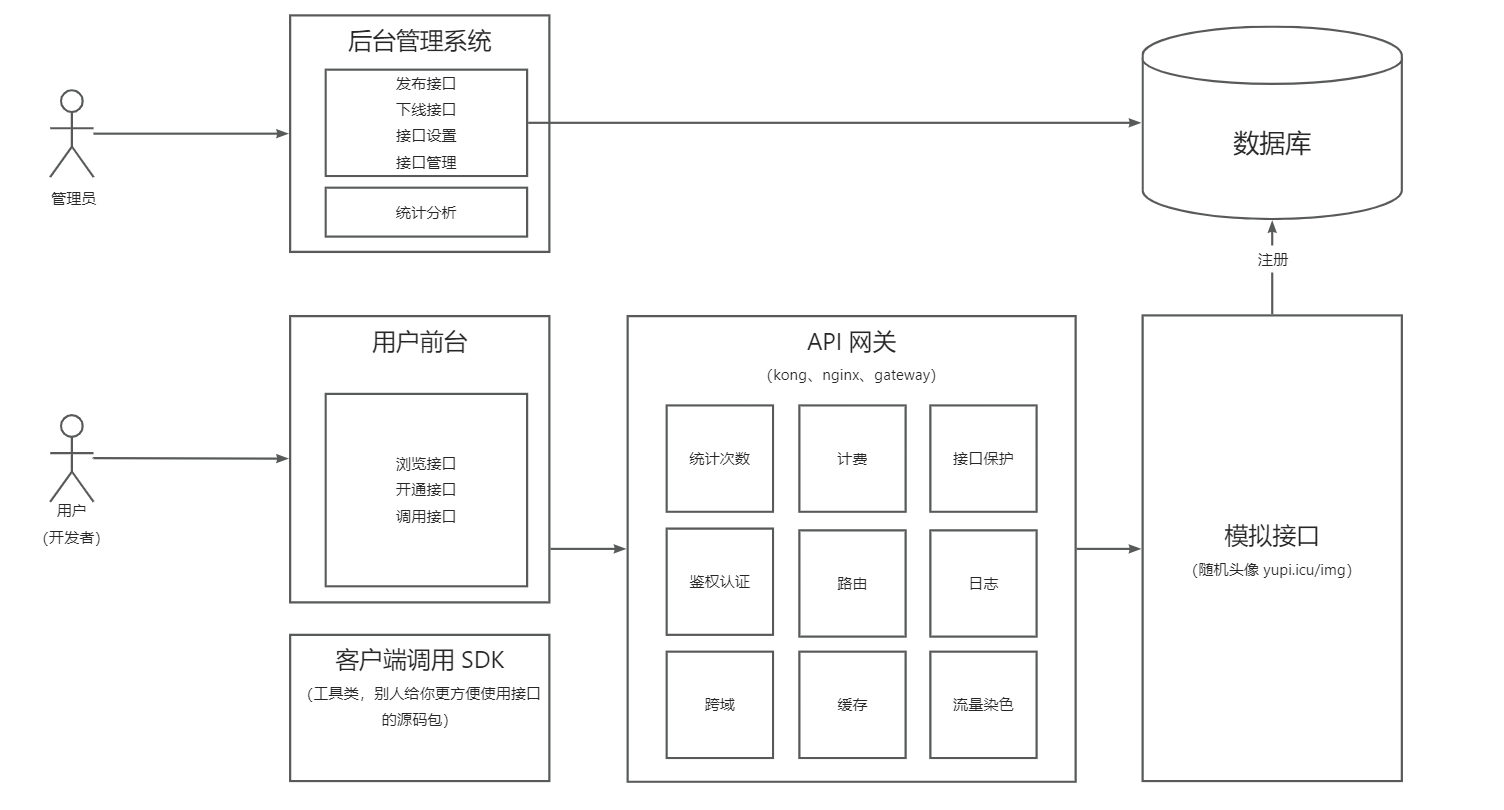 后台管理系统
发布接口
下线接口
接口设置
接口管理
统计分析
管理员
数据库
注册
用户前台
浏览接口
开通接口
调用接口
用户
(开发者)
客户端调用 SDK
(工具类，别人给你更方便使用接口
的源码包)
API 网关
(kong、nginx、gateway)
统计次数
计费
接口保护
鉴权认证
路由
日志
跨域
缓存
流量染色
模拟接口
(随机头像 yupi.icu/img)